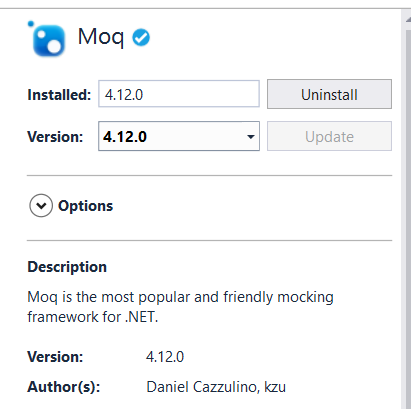 Moq
Installed: 4.12.0 Uninstall
Version: 4.12.0 Update
Options
Description
Moq is the most popular and friendly mocking
framework for .NET.
Version: 4.12.0
Author(s): Daniel Cazzulino, kzu